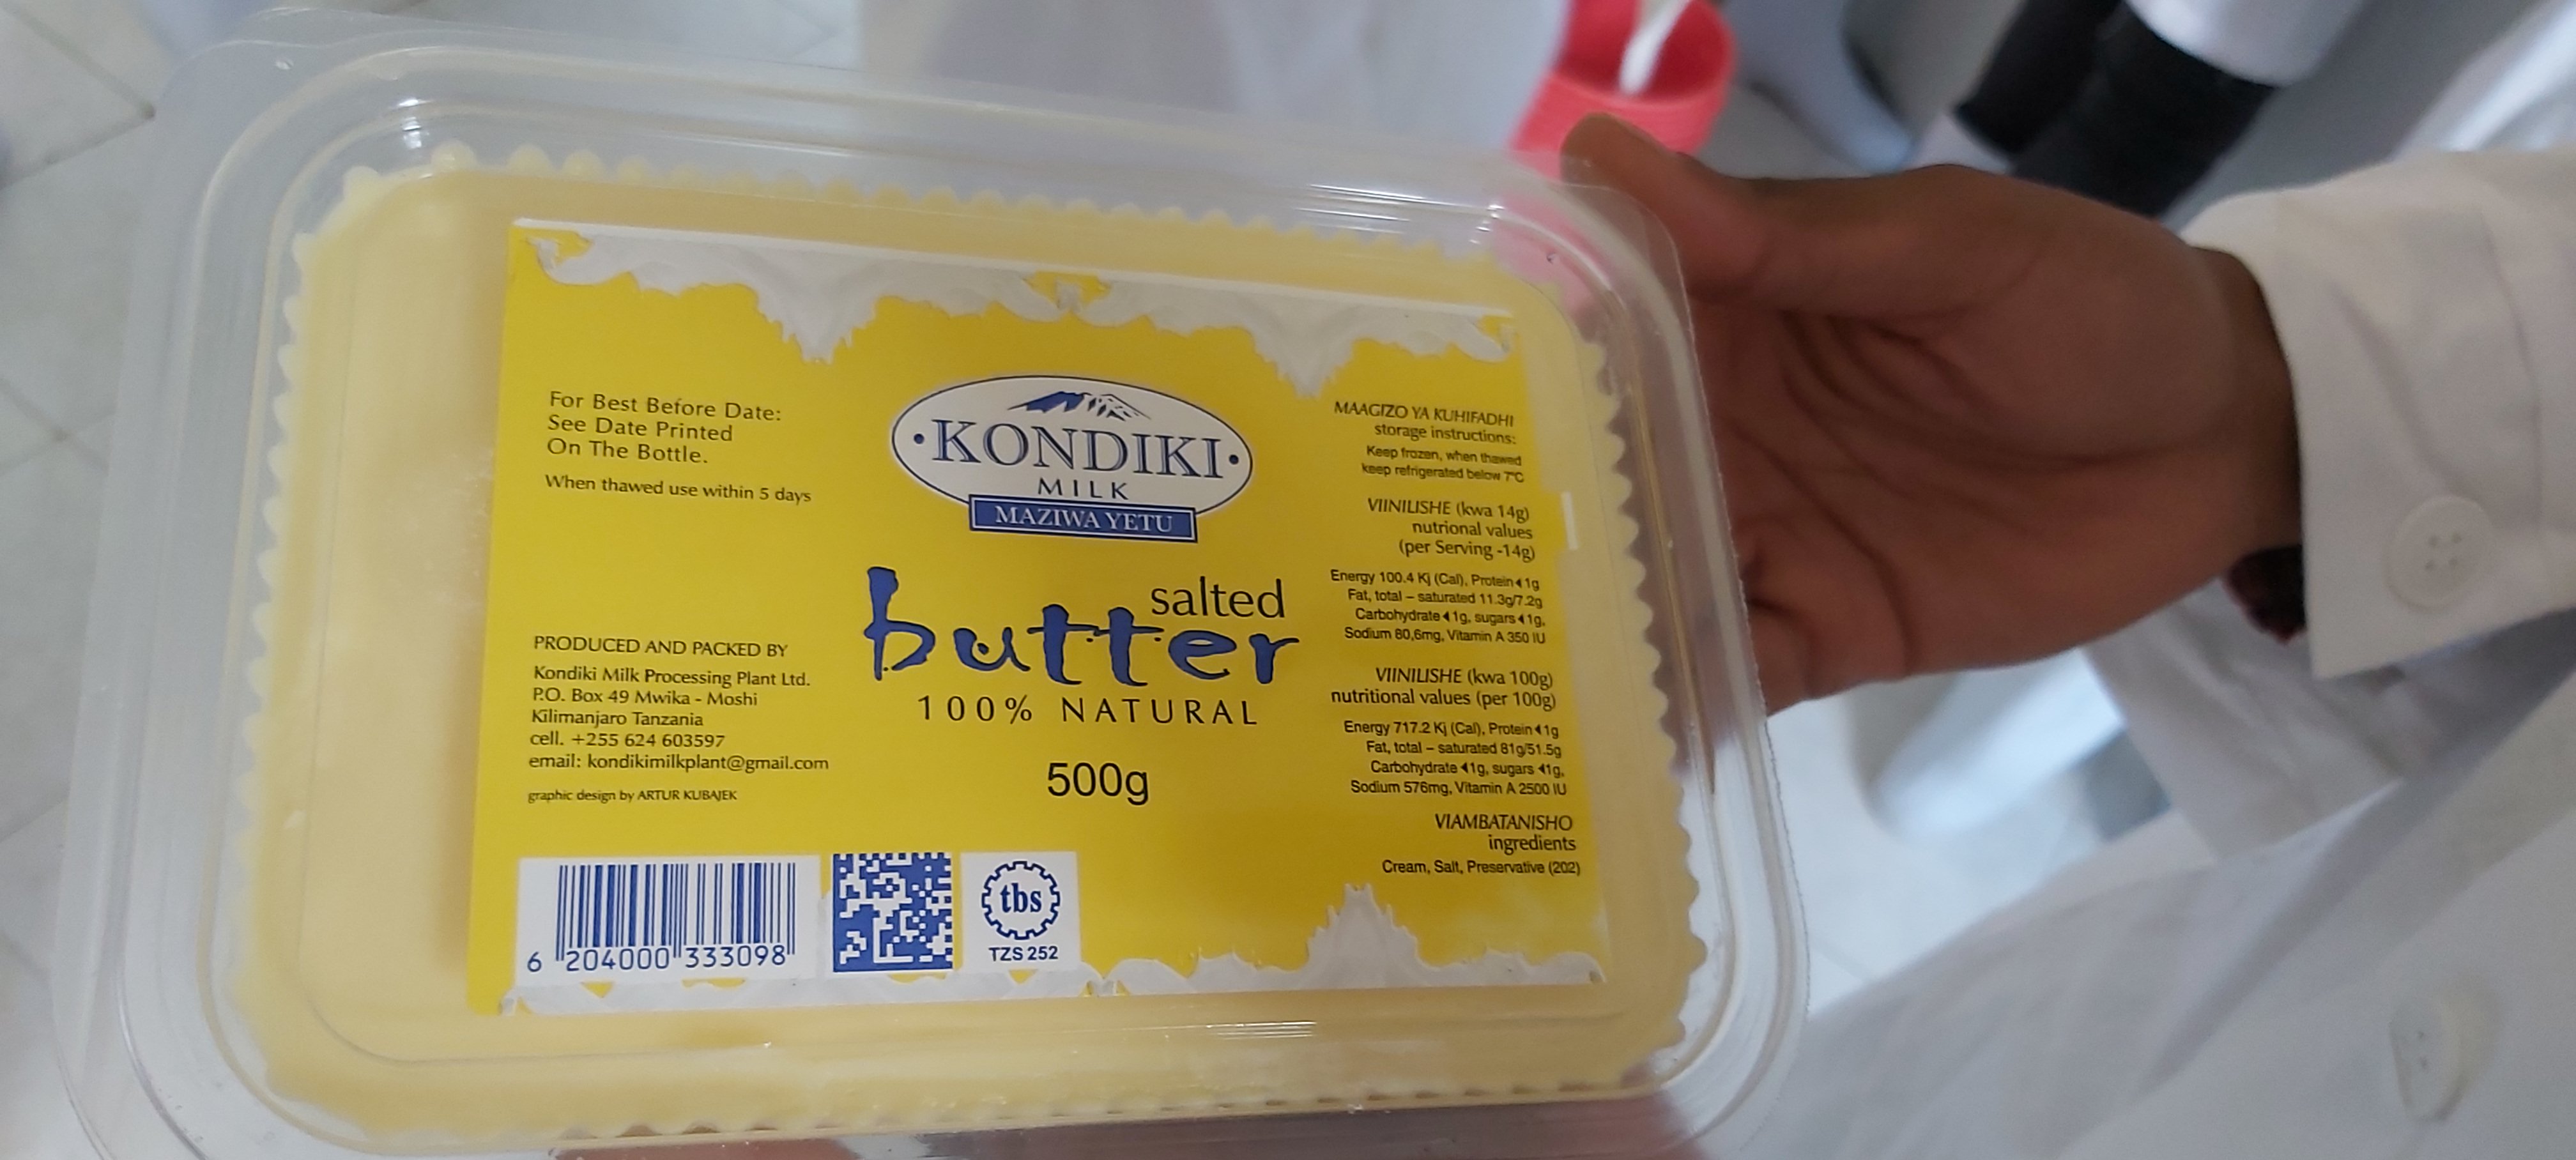 For Best Before Date:
See Date Printed
On The Bottle.
When thawed use within 5 days
PRODUCED AND PACKED BY
Kondiki Milk Processing Plant Ltd.
P.O. Box 49 Mwika - Moshi
Kilimanjaro Tanzania
cell. +255 624 603597
email: kondikimilkplant@gmail.com
graphic design by ARTUR KUBAJEK
6 204000 333098
tbs
TZS 252
·KONDIKI·
MILK
MAZIWA YETU
salted
butter
100% NATURAL
500g
MAAGIZO YA KUHIFADHI
storage instructions:
Keep frozen, when thawed
keep refrigerated below 7°C
VIINILISHE (kwa 14g)
nutrional values
(per Serving -14g)
Energy 100.4 Kj (Cal), Protein<1g
Fat, total – saturated 11.3g/7.2g
Carbohydrate<1g, sugars<1g,
Sodium 80,6mg, Vitamin A 350 IU
VIINILISHE (kwa 100g)
nutritional values (per 100g)
Energy 717.2 Kj (Cal), Protein<1g
Fat, total – saturated 81g/51.5g
Carbohydrate <1g, sugars <1g,
Sodium 576mg, Vitamin A 2500 IU
VIAMBATANISHO
ingredients
Cream, Salt, Preservative (202)